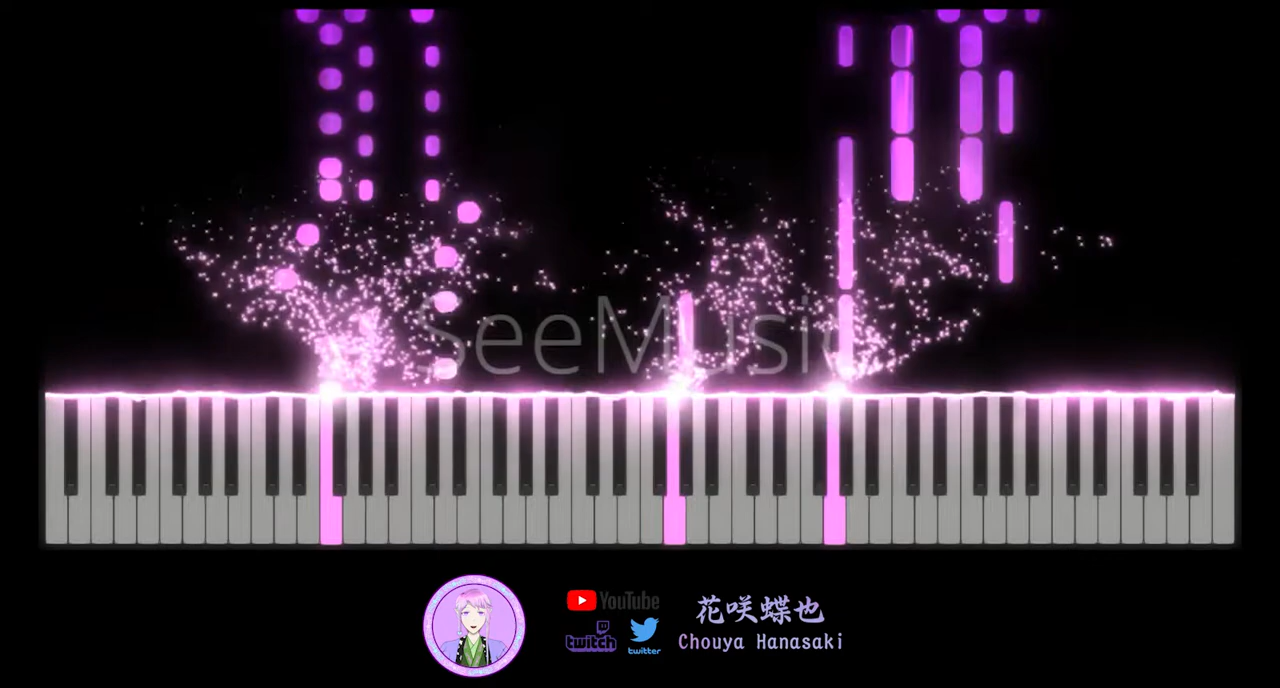 SeeMusic
YouTube
twitch
twitter
花咲蝶也
Chouya Hanasaki